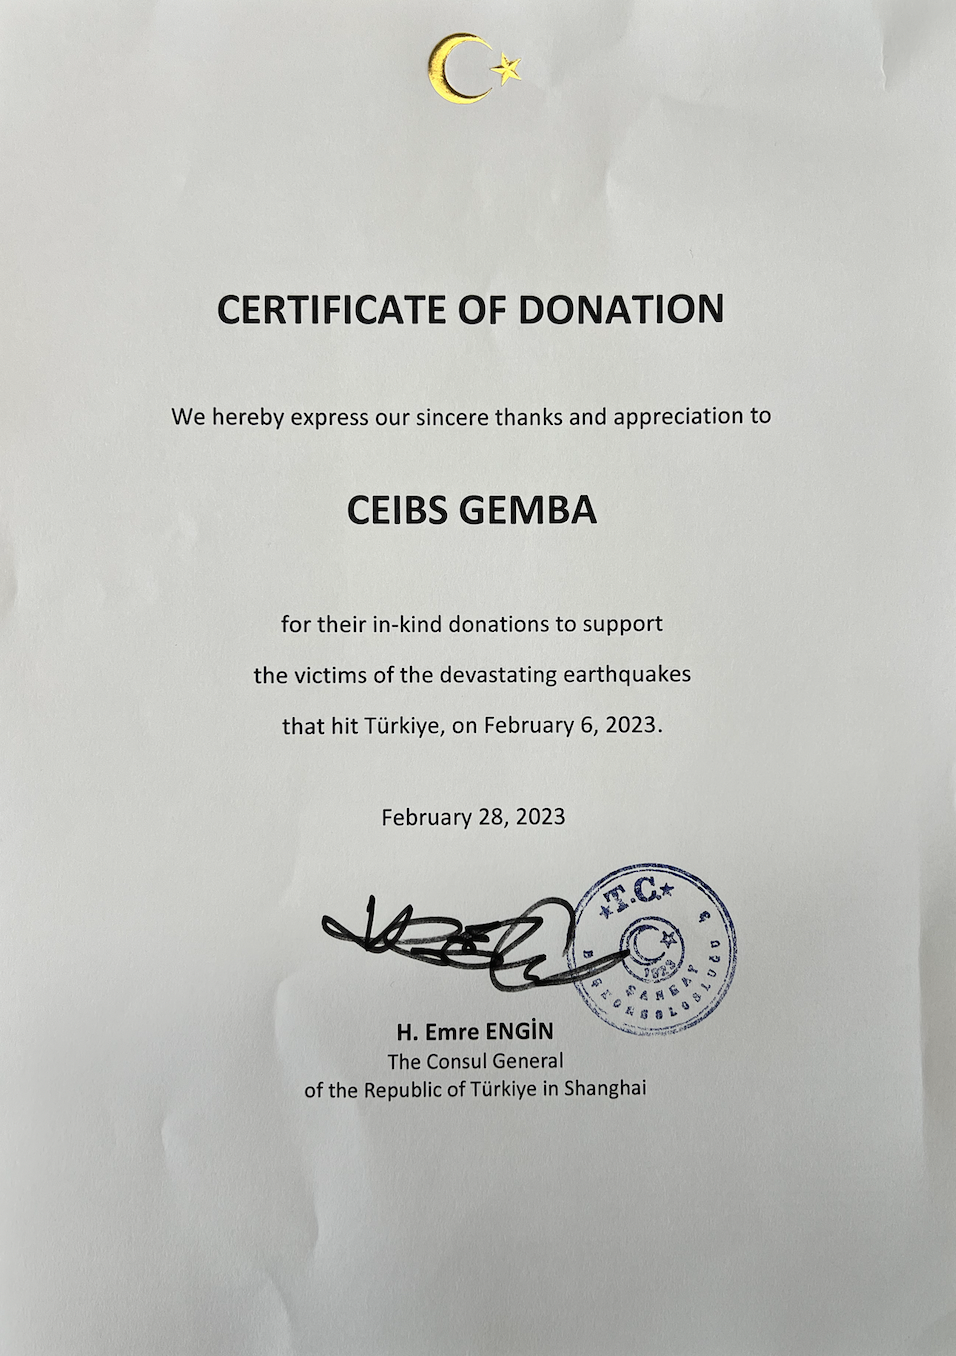 CERTIFICATE OF DONATION
We hereby express our sincere thanks and appreciation to
CEIBS GEMBA
for their in-kind donations to support
the victims of the devastating earthquakes
that hit Türkiye, on February 6, 2023.
February 28, 2023
T.C.
1923
H. Emre ENGİN
The Consul General
of the Republic of Türkiye in Shanghai